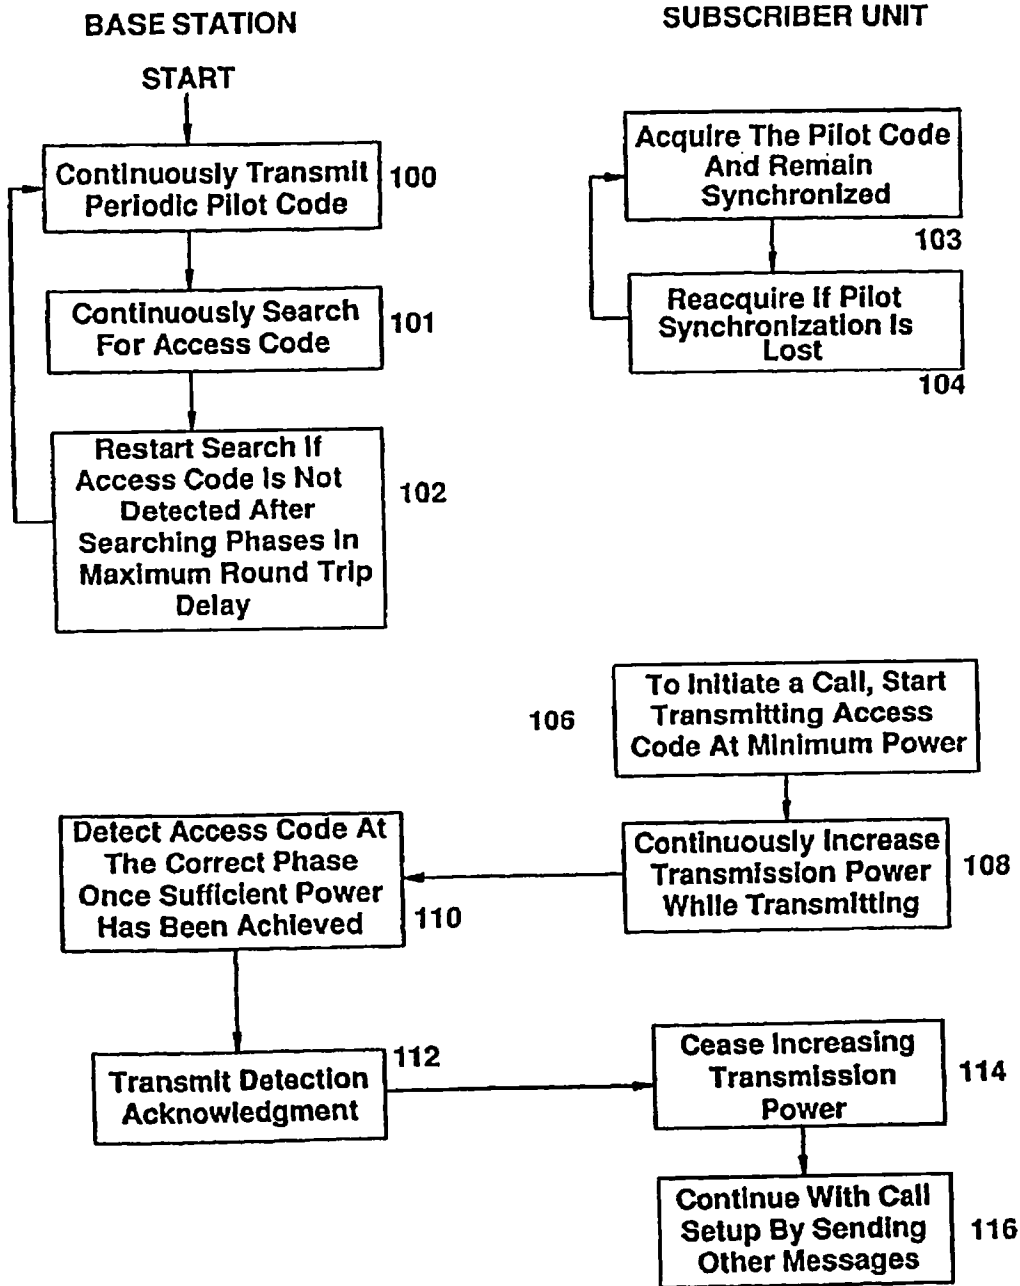 BASE STATION
SUBSCRIBER UNIT
START
Continuously Transmit
Periodic Pilot Code
100
Continuously Search
For Access Code
101
Restart Search If
Access Code Is Not
Detected After
Searching Phases In
Maximum Round Trip
Delay
102
Acquire The Pilot Code
And Remain
Synchronized
103
Reacquire If Pilot
Synchronization Is
Lost
104
To Initiate a Call, Start
Transmitting Access
Code At Minimum Power
106
Continuously Increase
Transmission Power
While Transmitting
108
Detect Access Code At
The Correct Phase
Once Sufficient Power
Has Been Achieved
110
Transmit Detection
Acknowledgment
112
Cease Increasing
Transmission
Power
114
Continue With Call
Setup By Sending
Other Messages
116